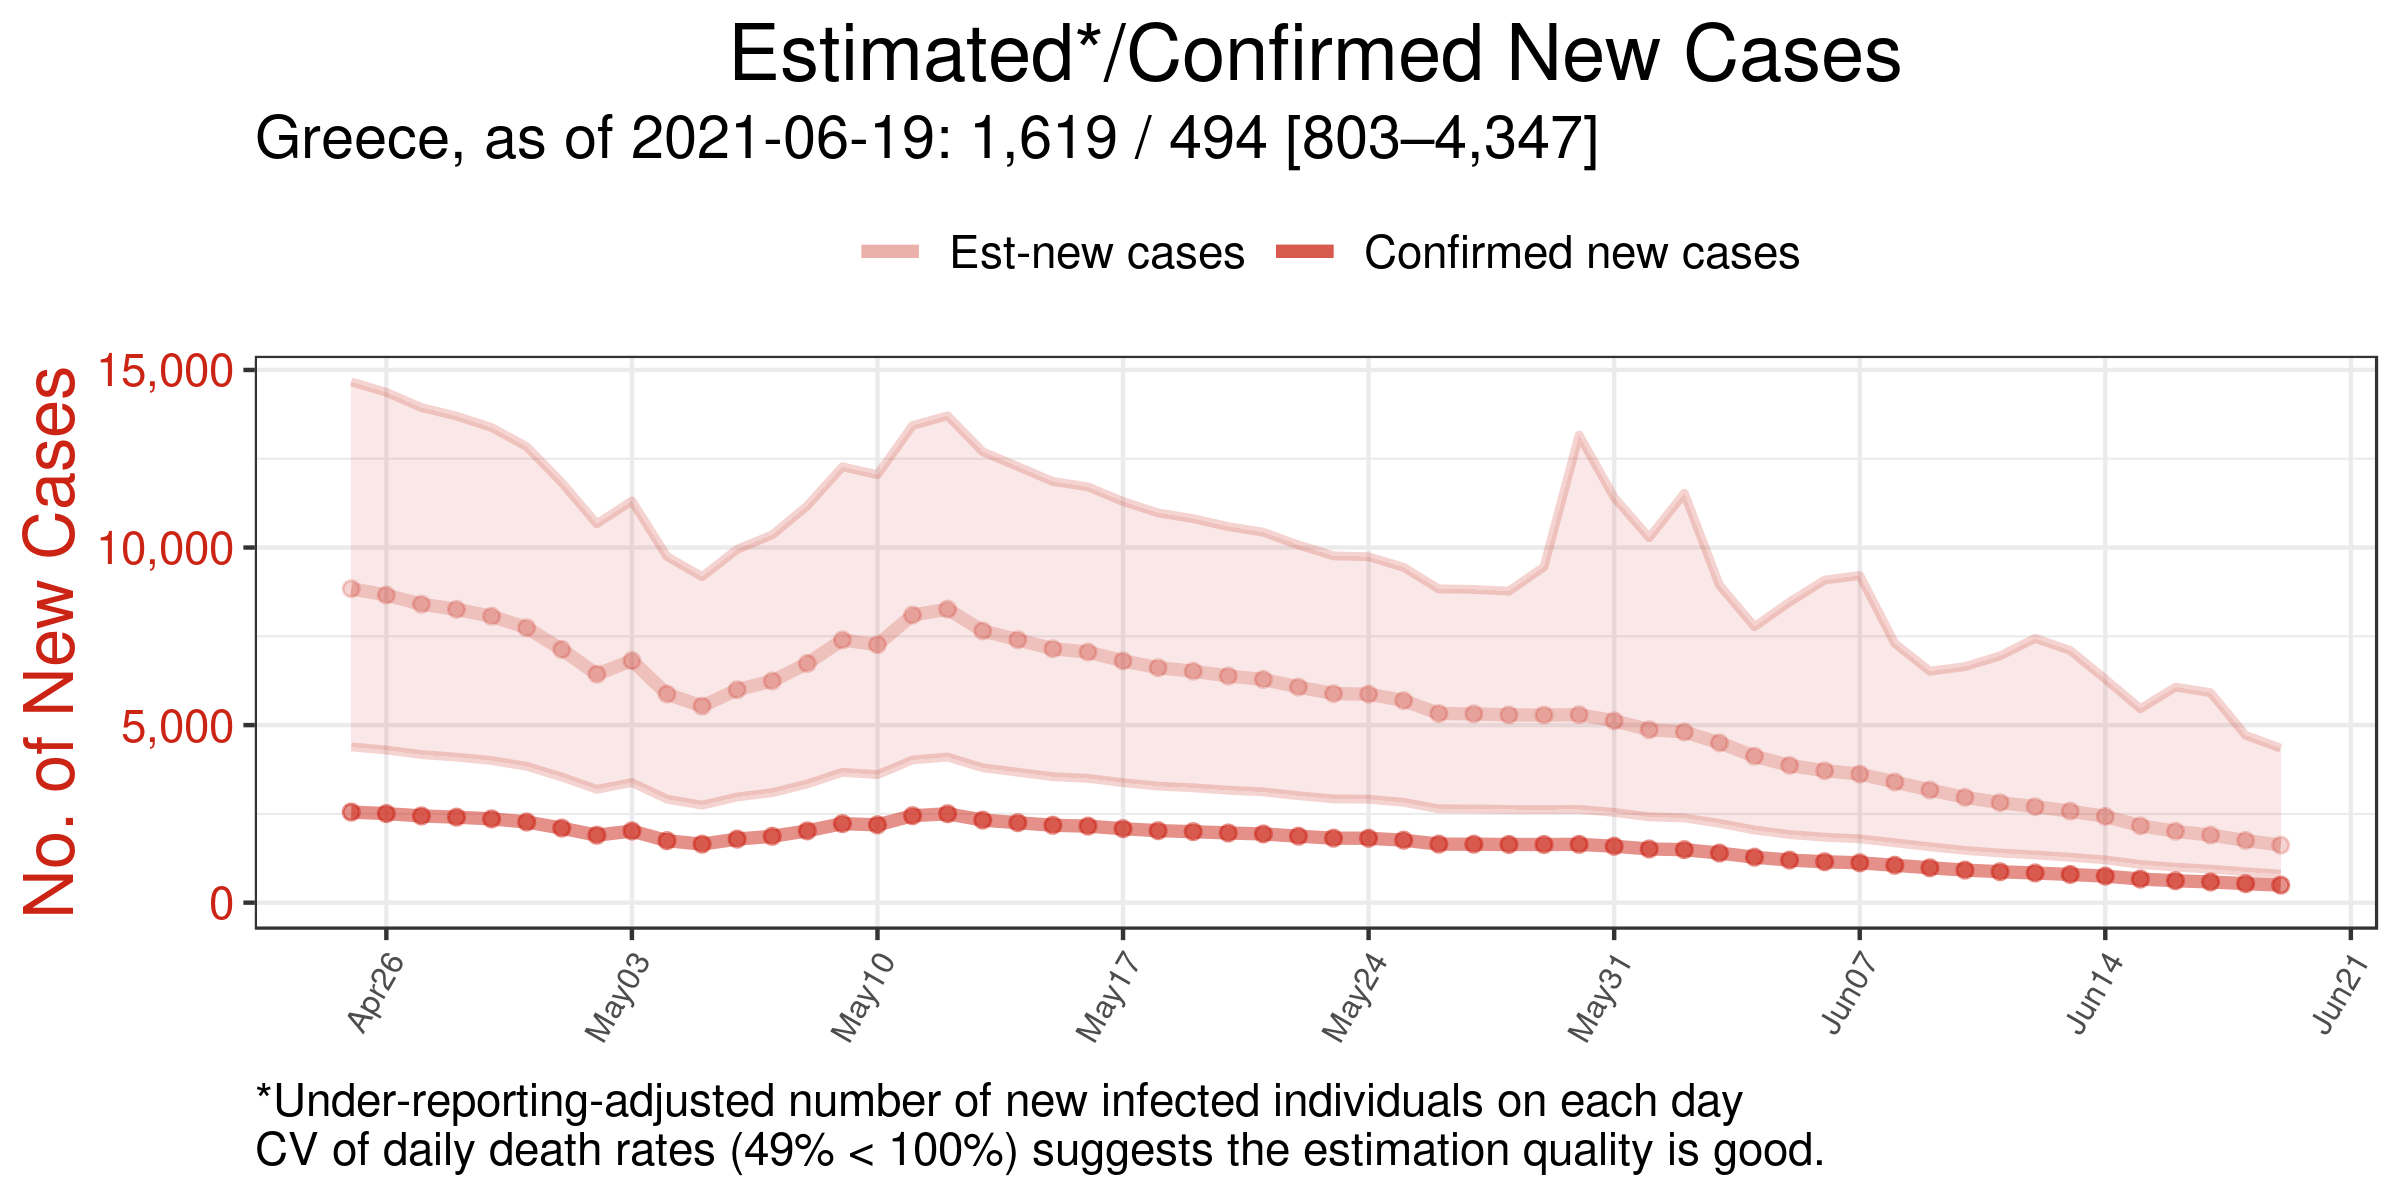 Estimated*/Confirmed New Cases
Greece, as of 2021-06-19: 1,619 / 494 [803–4,347]
Est-new cases Confirmed new cases
No. of New Cases
15,000
10,000
5,000
0
Apr26 May03 May10 May17 May24 May31 Jun07 Jun14 Jun21
*Under-reporting-adjusted number of new infected individuals on each day
CV of daily death rates (49% < 100%) suggests the estimation quality is good.